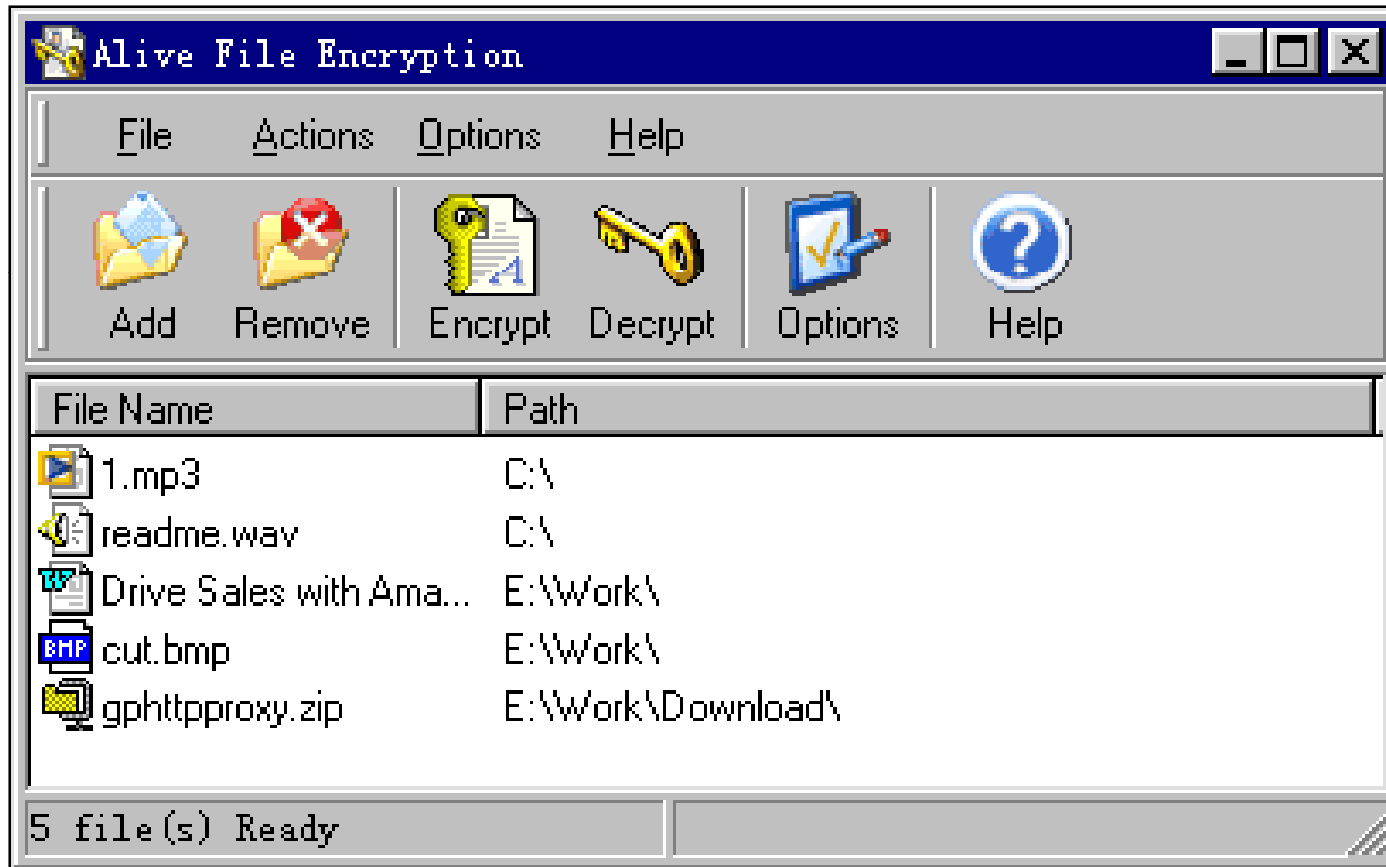 Alive File Encryption
File Actions Options Help
Add Remove Encrypt Decrypt Options Help
File Name Path
1.mp3 C:\
readme.wav C:\
Drive Sales with Ama... E:\Work\
BMP cut.bmp E:\Work\
gphttpproxy.zip E:\Work\Download\
5 file(s) Ready